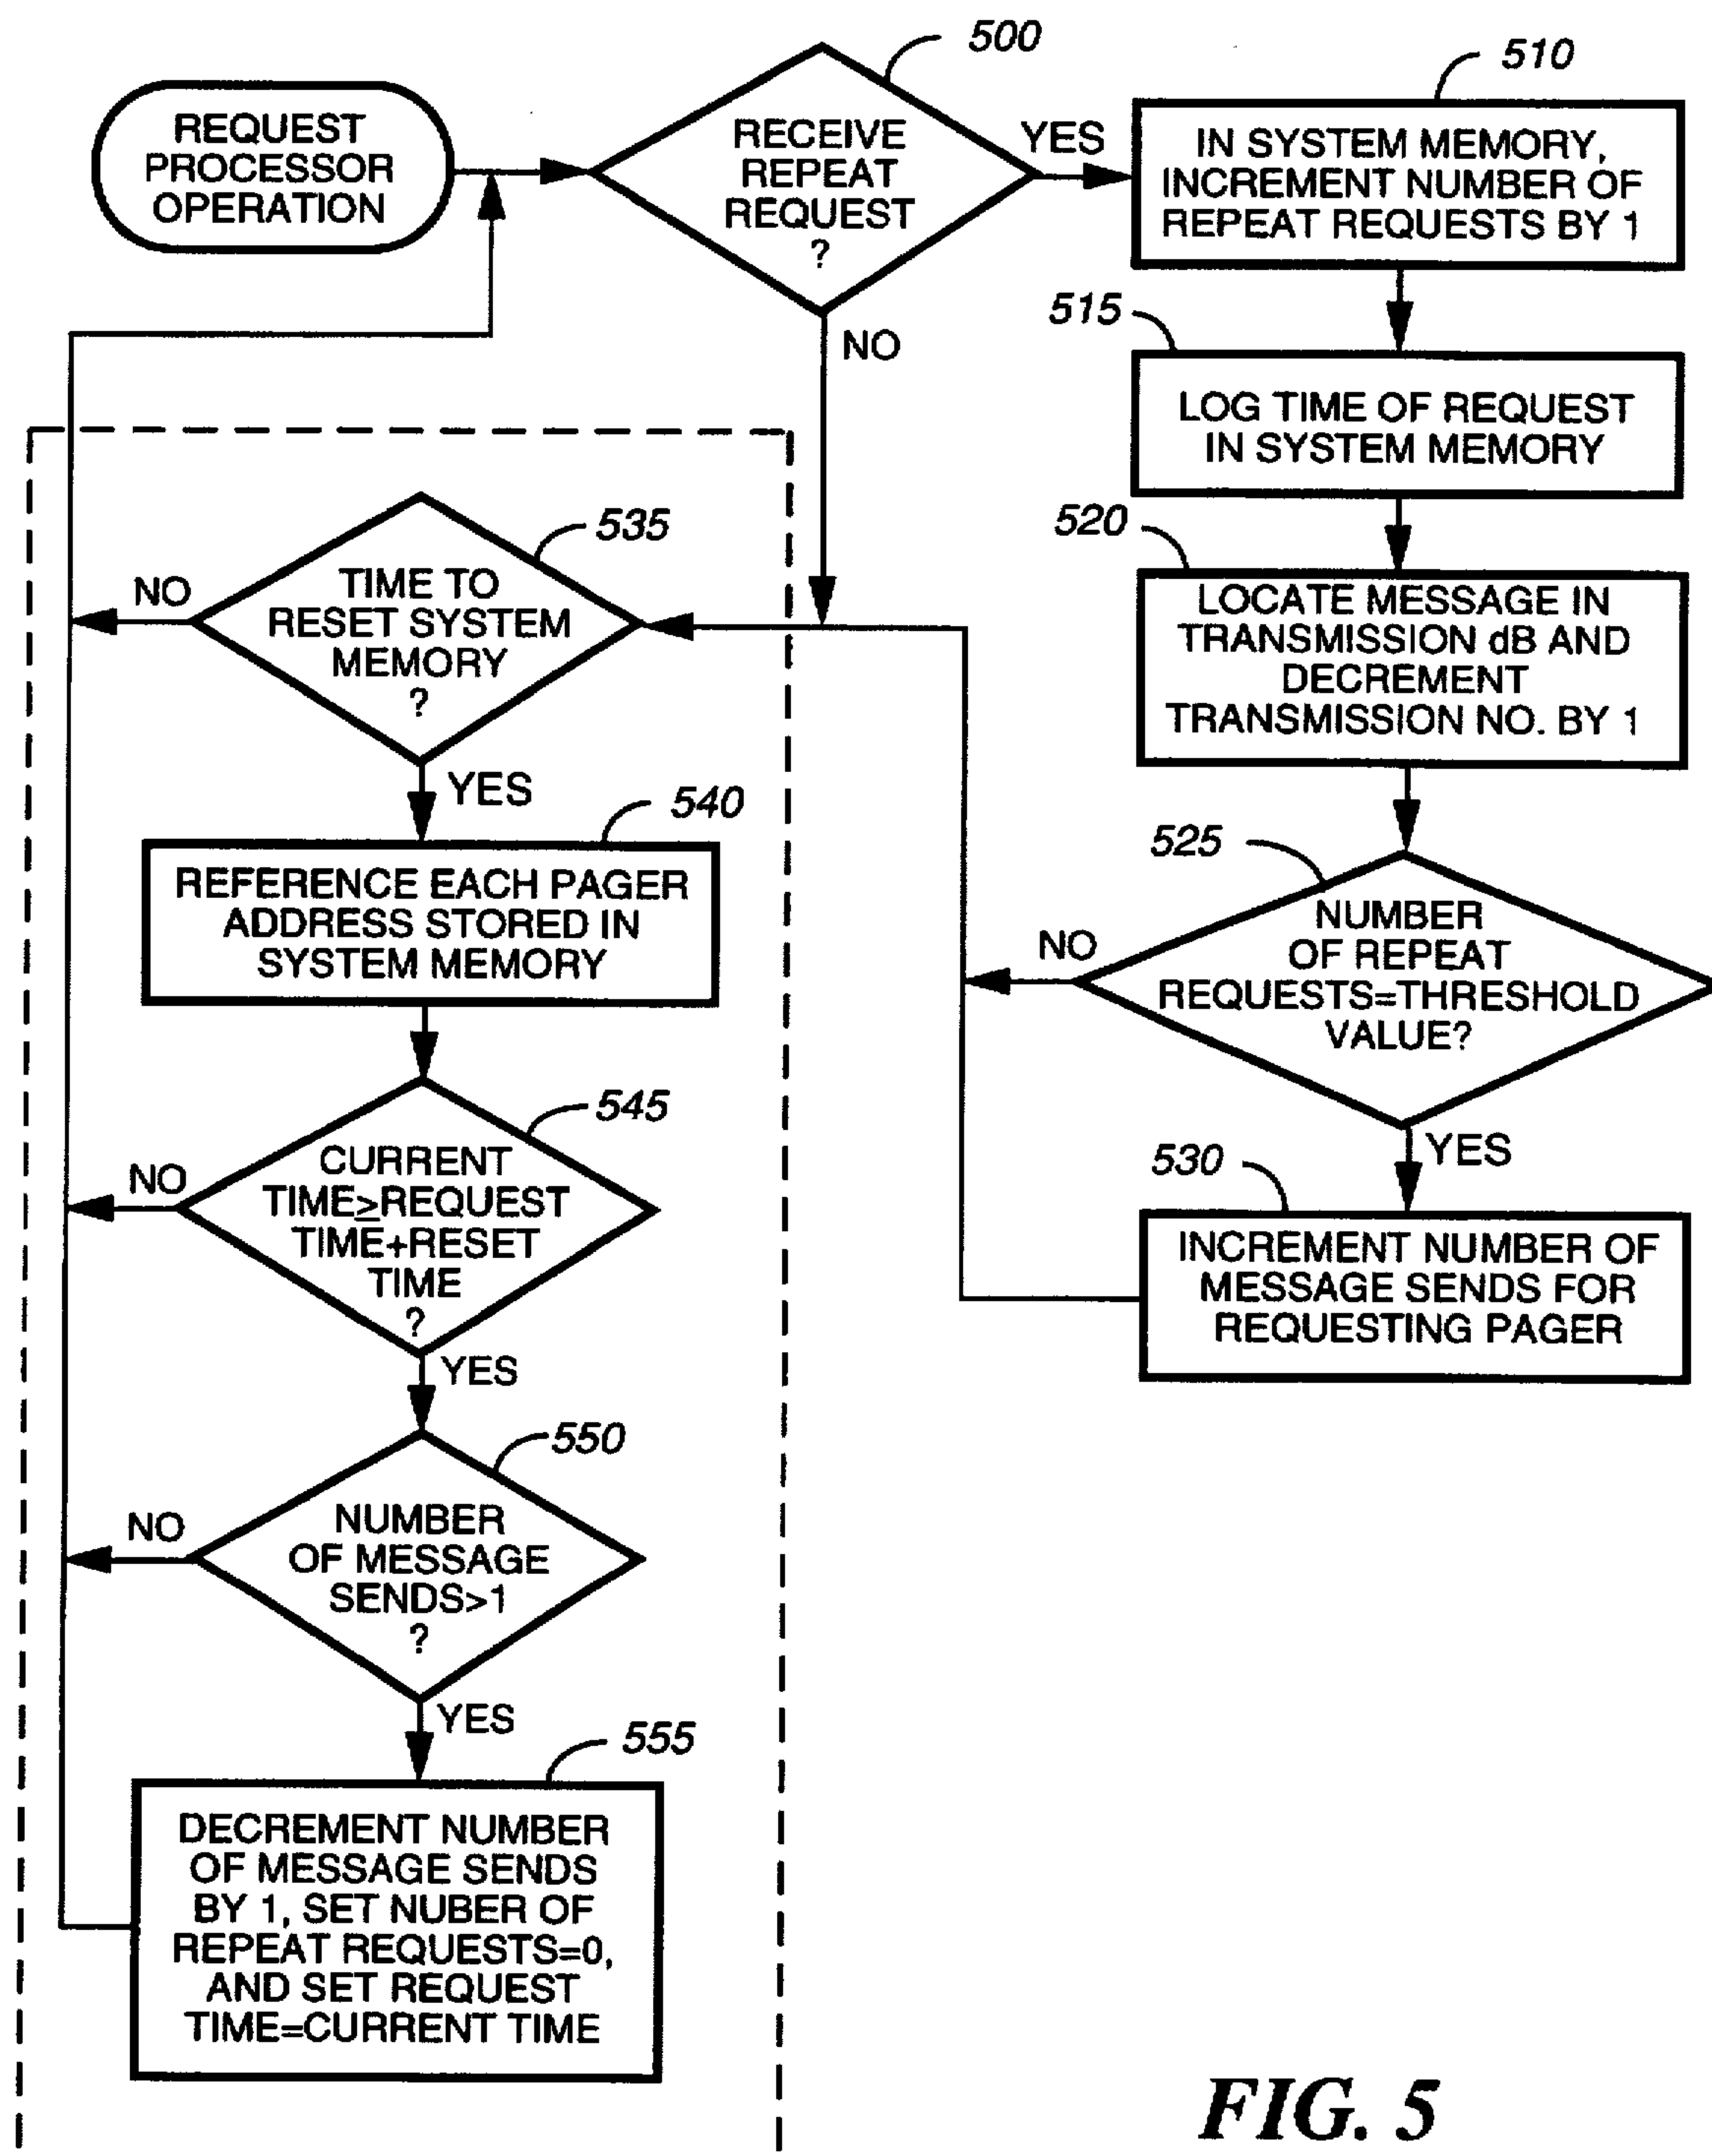 REQUEST
PROCESSOR
OPERATION
500
RECEIVE
REPEAT
REQUEST
?
YES
NO
510
IN SYSTEM MEMORY,
INCREMENT NUMBER OF
REPEAT REQUESTS BY 1
515
LOG TIME OF REQUEST
IN SYSTEM MEMORY
520
LOCATE MESSAGE IN
TRANSMISSION dB AND
DECREMENT
TRANSMISSION NO. BY 1
525
NUMBER
OF REPEAT
REQUESTS=THRESHOLD
VALUE?
NO
YES
530
INCREMENT NUMBER OF
MESSAGE SENDS FOR
REQUESTING PAGER
535
TIME TO
RESET SYSTEM
MEMORY
?
NO
YES
540
REFERENCE EACH PAGER
ADDRESS STORED IN
SYSTEM MEMORY
545
CURRENT
TIME≥REQUEST
TIME+RESET
TIME
?
NO
YES
550
NUMBER
OF MESSAGE
SENDS>1
?
NO
YES
555
DECREMENT NUMBER
OF MESSAGE SENDS
BY 1, SET NUBER OF
REPEAT REQUESTS=0,
AND SET REQUEST
TIME=CURRENT TIME
FIG. 5